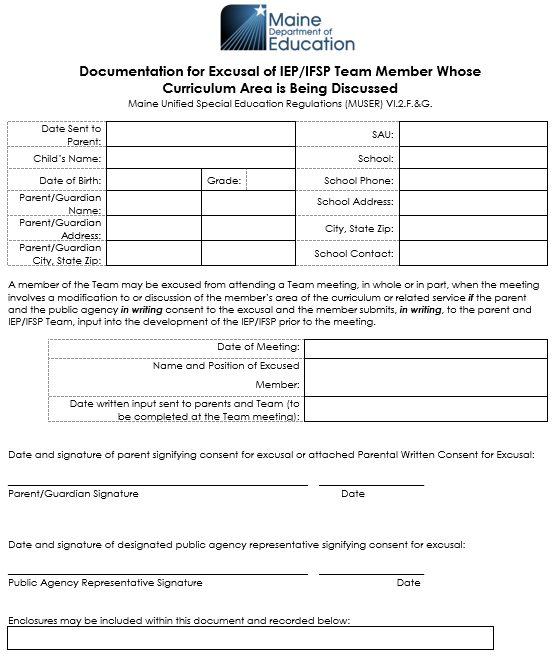 Maine
Department of
Education
Documentation for Excusal of IEP/IFSP Team Member Whose
Curriculum Area is Being Discussed
Maine Unified Special Education Regulations (MUSER) VI.2.F.&G.
Date Sent to
Parent:
SAU:
Child's Name:
School:
Date of Birth:
Grade:
School Phone:
Parent/Guardian
Name:
School Address:
Parent/Guardian
Address:
City, State Zip:
Parent/Guardian
City, State Zip:
School Contact:
A member of the Team may be excused from attending a Team meeting, in whole or in part, when the meeting
involves a modification to or discussion of the member's area of the curriculum or related service if the parent
and the public agency in writing consent to the excusal and the member submits, in writing, to the parent and
IEP/IFSP Team, input into the development of the IEP/IFSP prior to the meeting.
Date of Meeting:
Name and Position of Excused
Member:
Date written input sent to parents and Team (to
be completed at the Team meeting):
Date and signature of parent signifying consent for excusal or attached Parental Written Consent for Excusal:
Parent/Guardian Signature Date
Date and signature of designated public agency representative signifying consent for excusal:
Public Agency Representative Signature Date
Enclosures may be included within this document and recorded below: